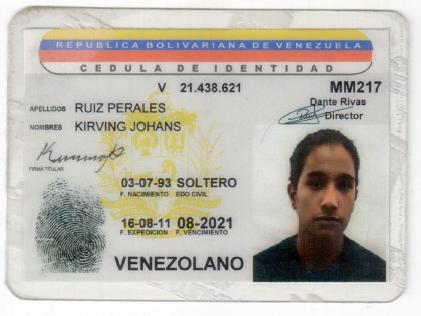 REPUBLICA BOLIVARIANA DE VENEZUELA
CEDULA DE IDENTIDAD
V 21.438.621 MM217
APELLIDOS RUIZ PERALES
Dante Rivas
Director
NOMBRES KIRVING JOHANS
FIRMA TITULAR
03-07-93 SOLTERO
F. NACIMIENTO EDO CIVIL
16-08-11 08-2021
F. EXPEDICION F. VENCIMIENTO
VENEZOLANO